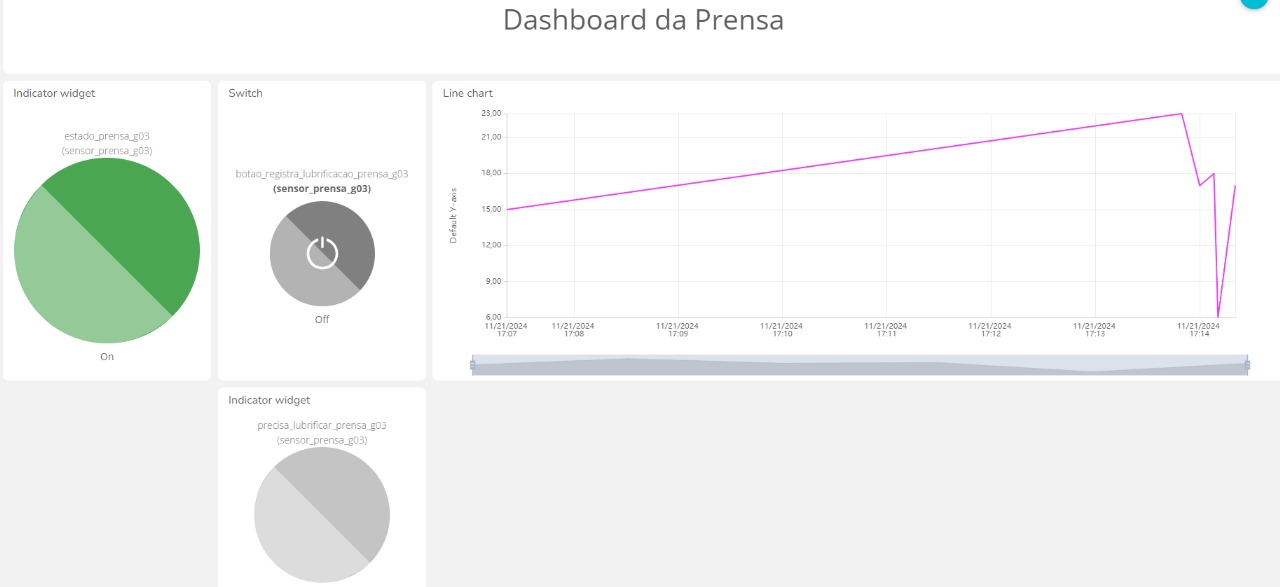 Dashboard da Prensa
Indicator widget
estado_prensa_g03
(sensor_prensa_g03)
On
Switch
botao_registra_lubrificacao_prensa_g03
(sensor_prensa_g03)
Off
Line chart
Default Y-axis
23,00
21,00
18,00
15,00
12,00
9,00
6,00
11/21/2024 11/21/2024 11/21/2024 11/21/2024 11/21/2024 11/21/2024 11/21/2024 11/21/2024
17:07 17:08 17:09 17:10 17:11 17:12 17:13 17:14
Indicator widget
precisa_lubrificar_prensa_g03
(sensor_prensa_g03)